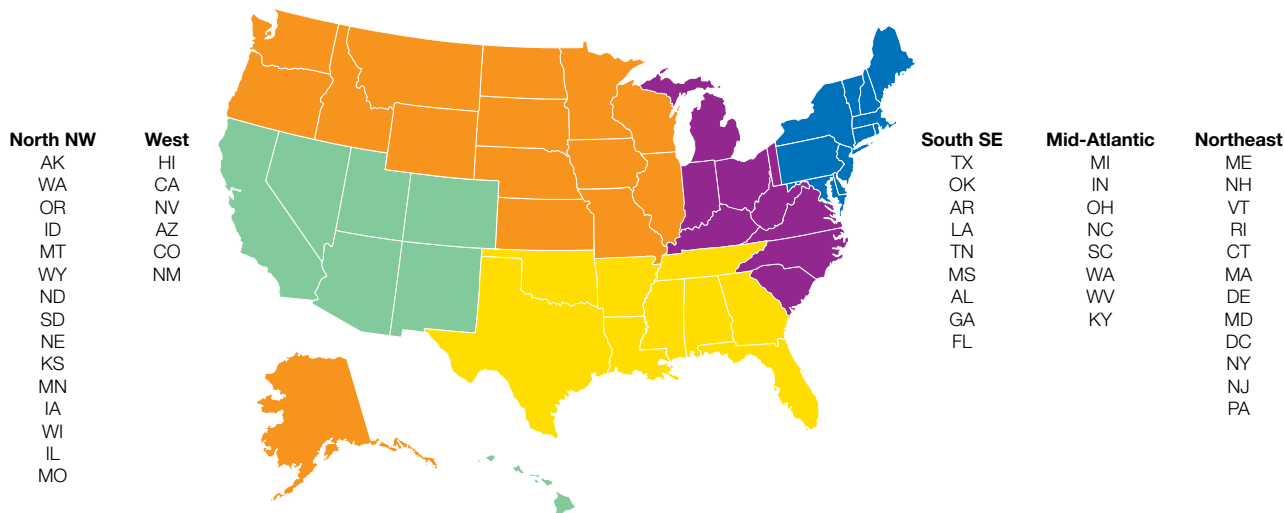 North NW
AK
WA
OR
ID
MT
WY
ND
SD
NE
KS
MN
IA
WI
IL
MO
West
HI
CA
NV
AZ
CO
NM
South SE
TX
OK
AR
LA
TN
MS
AL
GA
FL
Mid-Atlantic
MI
IN
OH
NC
SC
WA
WV
KY
Northeast
ME
NH
VT
RI
CT
MA
DE
MD
DC
NY
NJ
PA